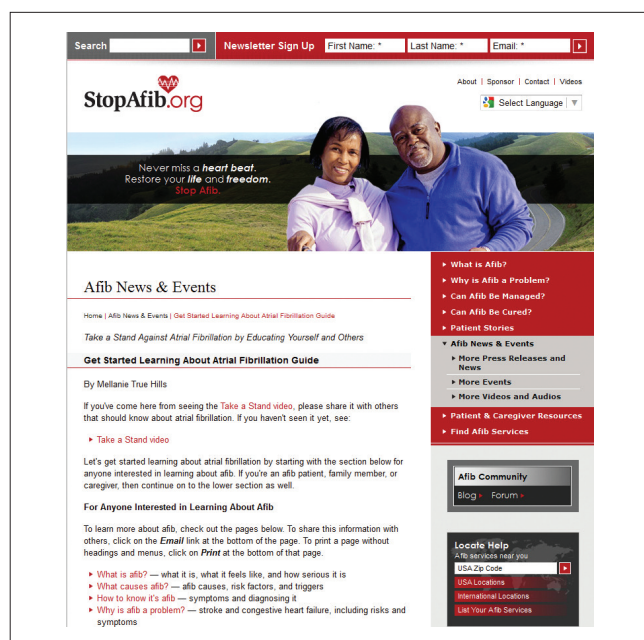 Search
Newsletter Sign Up
First Name: *
Last Name: *
Email: *
About | Sponsor | Contact | Videos
StopAfib.org
Select Language ▼
Never miss a heart beat.
Restore your life and freedom.
Stop Afib.
Afib News & Events
Home | Afib News & Events | Get Started Learning About Atrial Fibrillation Guide
Take a Stand Against Atrial Fibrillation by Educating Yourself and Others
Get Started Learning About Atrial Fibrillation Guide
By Mellanie True Hills
If you've come here from seeing the Take a Stand video, please share it with others
that should know about atrial fibrillation. If you haven't seen it yet, see:
Take a Stand video
Let's get started learning about atrial fibrillation by starting with the section below for
anyone interested in learning about afib. If you're an afib patient, family member, or
caregiver, then continue on to the lower section as well.
For Anyone Interested in Learning About Afib
To learn more about afib, check out the pages below. To share this information with
others, click on the Email link at the bottom of the page. To print a page without
headings and menus, click on Print at the bottom of that page.
What is afib? — what it is, what it feels like, and how serious it is
What causes afib? — afib causes, risk factors, and triggers
How to know it's afib — symptoms and diagnosing it
Why is afib a problem? — stroke and congestive heart failure, including risks and
symptoms
What is Afib?
Why is Afib a Problem?
Can Afib Be Managed?
Can Afib Be Cured?
Patient Stories
Afib News & Events
More Press Releases and
News
More Events
More Videos and Audios
Patient & Caregiver Resources
Find Afib Services
Afib Community
Blog
Forum
Locate Help
Afib services near you
USA Zip Code
USA Locations
International Locations
List Your Afib Services